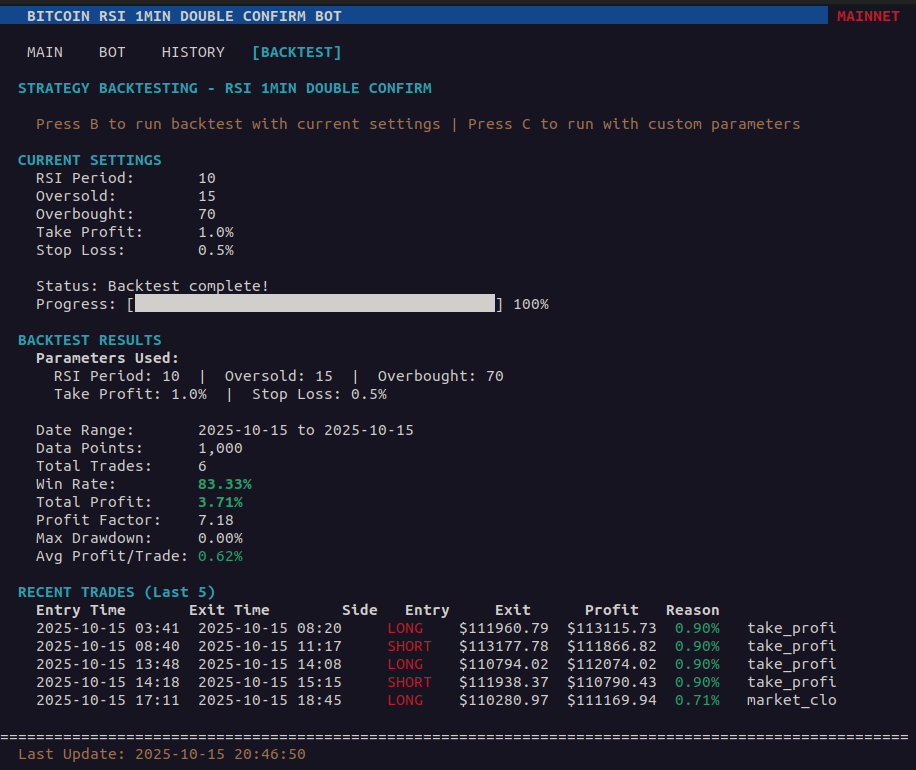 BITCOIN RSI 1MIN DOUBLE CONFIRM BOT MAINNET
MAIN BOT HISTORY [BACKTEST]
STRATEGY BACKTESTING - RSI 1MIN DOUBLE CONFIRM
Press B to run backtest with current settings | Press C to run with custom parameters
CURRENT SETTINGS
RSI Period: 10
Oversold: 15
Overbought: 70
Take Profit: 1.0%
Stop Loss: 0.5%
Status: Backtest complete!
Progress: [ ] 100%
BACKTEST RESULTS
Parameters Used:
RSI Period: 10 | Oversold: 15 | Overbought: 70
Take Profit: 1.0% | Stop Loss: 0.5%
Date Range: 2025-10-15 to 2025-10-15
Data Points: 1,000
Total Trades: 6
Win Rate: 83.33%
Total Profit: 3.71%
Profit Factor: 7.18
Max Drawdown: 0.00%
Avg Profit/Trade: 0.62%
RECENT TRADES (Last 5)
Entry Time Exit Time Side Entry Exit Profit Reason
2025-10-15 03:41 2025-10-15 08:20 LONG $111960.79 $113115.73 0.90% take_profi
2025-10-15 08:40 2025-10-15 11:17 SHORT $113177.78 $111866.82 0.90% take_profi
2025-10-15 13:48 2025-10-15 14:08 LONG $110794.02 $112074.02 0.90% take_profi
2025-10-15 14:18 2025-10-15 15:15 SHORT $111938.37 $110790.43 0.90% take_profi
2025-10-15 17:11 2025-10-15 18:45 LONG $110280.97 $111169.94 0.71% market_clo
=====================================================================================================
Last Update: 2025-10-15 20:46:50